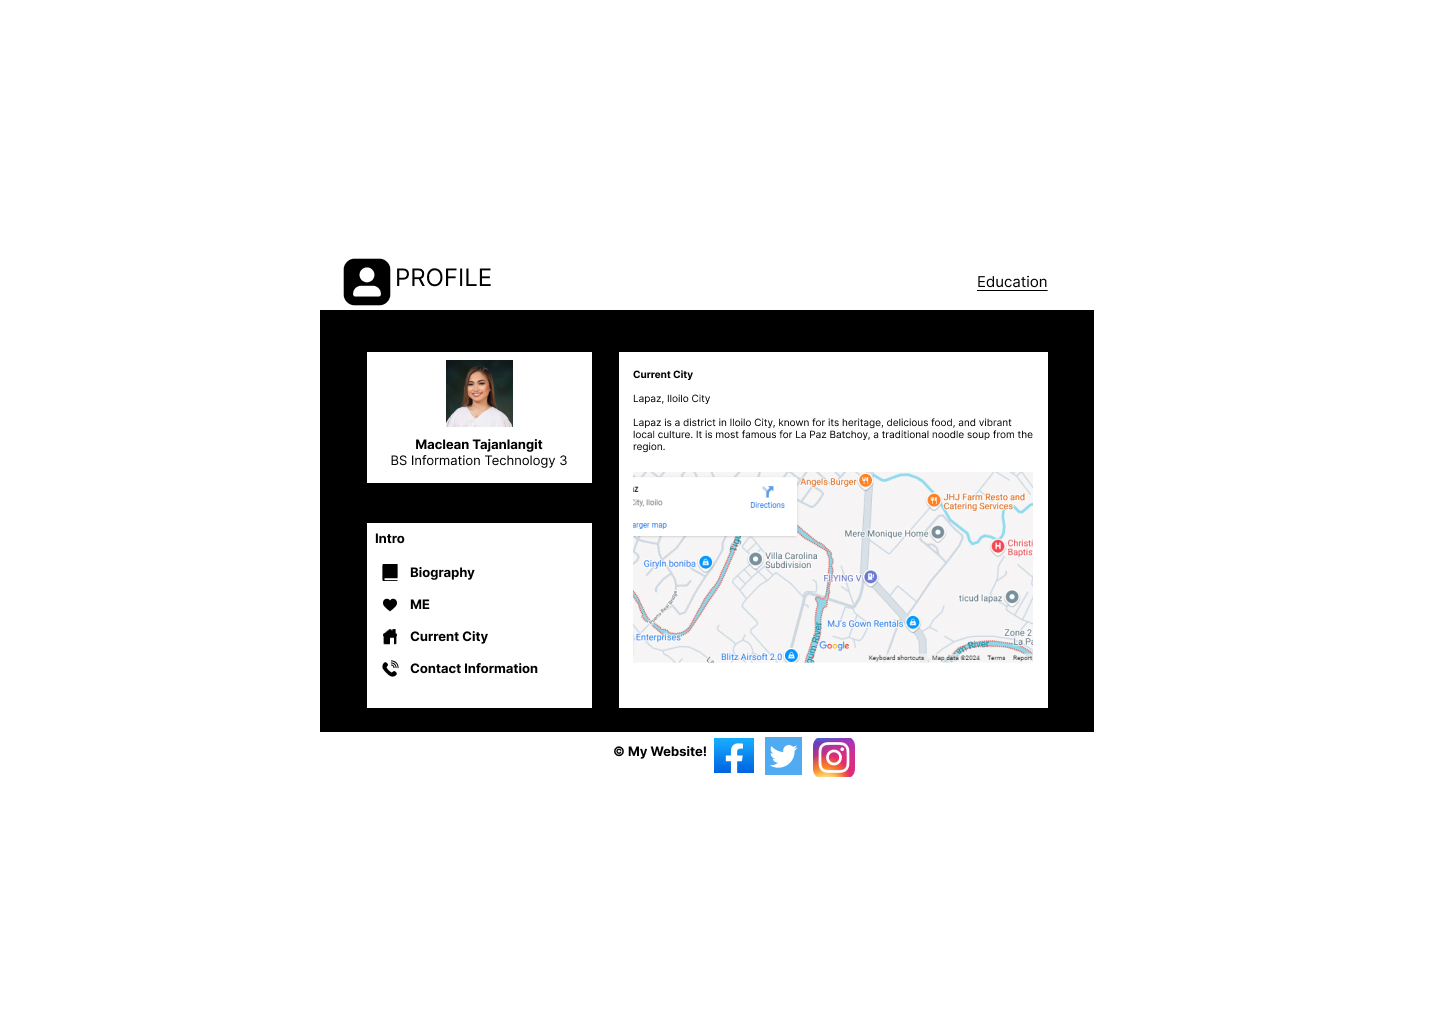 PROFILE
Education
Maclean Tajanlangit
BS Information Technology 3
Intro
Biography
ME
Current City
Contact Information
Current City
Lapaz, Iloilo City
Lapaz is a district in Iloilo City, known for its heritage, delicious food, and vibrant
local culture. It is most famous for La Paz Batchoy, a traditional noodle soup from the
region.
az
City, Iloilo
Directions
arger map
Angels Burger
JHJ Farm Resto and
Catering Services
Mere Monique Home
Christi
Baptis
Villa Carolina
Subdivision
Giryln boniba
FLYING V
ticud lapaz
MJ's Gown Rentals
Zone 2
La Pa
Enterprises
River
River
Blitz Airsoft 2.0
Google
Keyboard shortcuts
Map data ©2024
Terms
Report
© My Website!